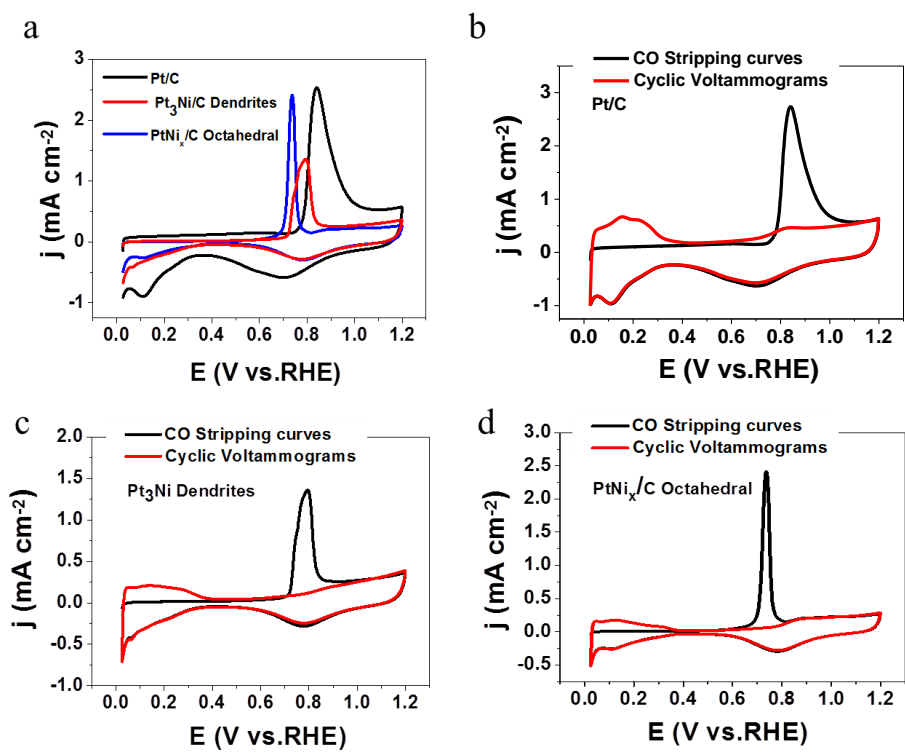 a
Pt/C
Pt3Ni/C Dendrites
PtNix/C Octahedral
3
2
1
0
-1
0.0 0.2 0.4 0.6 0.8 1.0 1.2
j (mA cm-2)
E (V vs.RHE)
b
CO Stripping curves
Cyclic Voltammograms
Pt/C
3
2
1
0
-1
0.0 0.2 0.4 0.6 0.8 1.0 1.2
j (mA cm-2)
E (V vs.RHE)
c
CO Stripping curves
Cyclic Voltammograms
Pt3Ni Dendrites
2.0
1.5
1.0
0.5
0.0
-0.5
-1.0
0.0 0.2 0.4 0.6 0.8 1.0 1.2
j (mA cm-2)
E (V vs.RHE)
d
CO Stripping curves
Cyclic Voltammograms
PtNix/C Octahedral
3.0
2.5
2.0
1.5
1.0
0.5
0.0
-0.5
0.0 0.2 0.4 0.6 0.8 1.0 1.2
j (mA cm-2)
E (V vs.RHE)